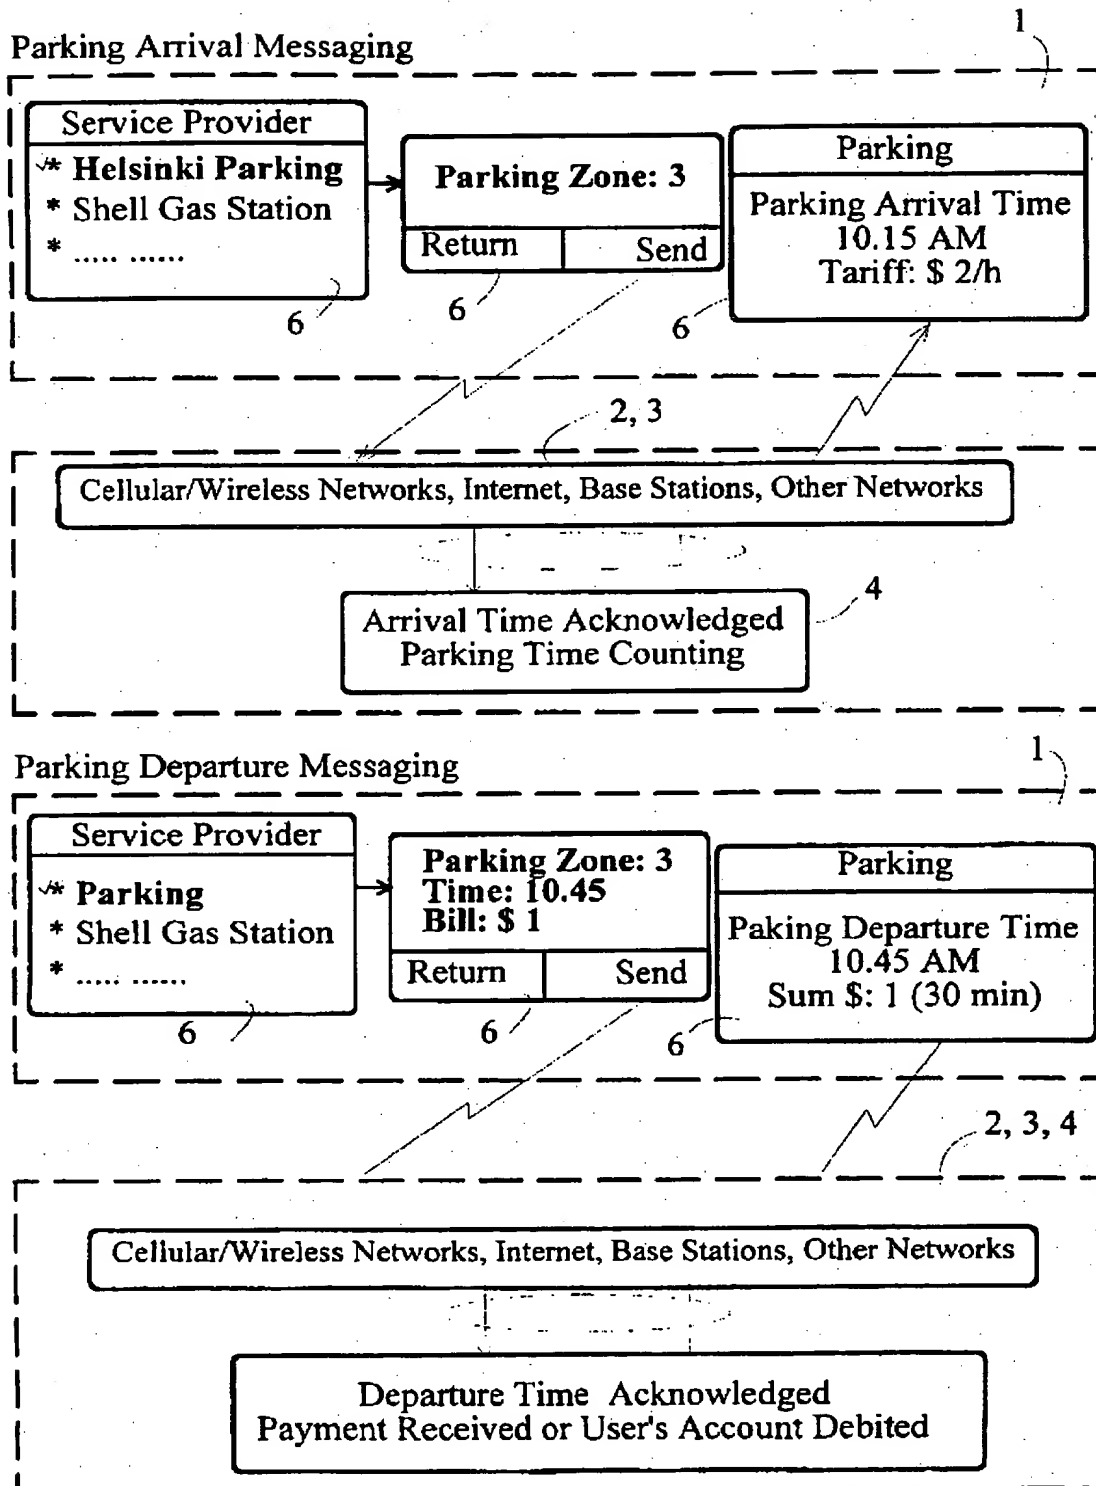 1
Parking Arrival Messaging
Service Provider
* Helsinki Parking
* Shell Gas Station
* ..... ......
6
Parking Zone: 3
Return
Send
6
Parking
Parking Arrival Time
10.15 AM
Tariff: $ 2/h
6
2, 3
Cellular/Wireless Networks, Internet, Base Stations, Other Networks
4
Arrival Time Acknowledged
Parking Time Counting
Parking Departure Messaging
1
Service Provider
* Parking
* Shell Gas Station
* ..... ......
6
Parking Zone: 3
Time: 10.45
Bill: $ 1
Return
Send
6
Parking
Paking Departure Time
10.45 AM
Sum $: 1 (30 min)
6
2, 3, 4
Cellular/Wireless Networks, Internet, Base Stations, Other Networks
Departure Time Acknowledged
Payment Received or User's Account Debited